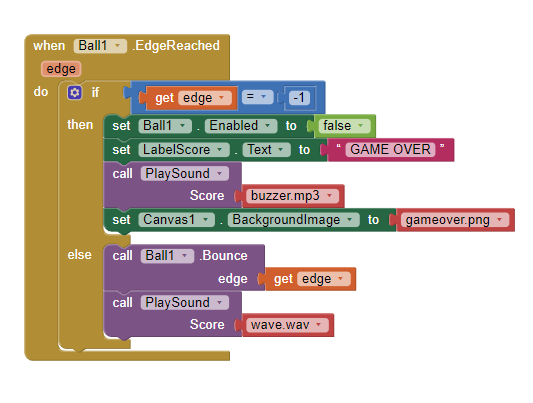 when Ball1 .EdgeReached
edge
do if get edge = -1
then set Ball1 . Enabled to false
set LabelScore . Text to “ GAME OVER ”
call PlaySound
Score buzzer.mp3
set Canvas1 . BackgroundImage to gameover.png
else call Ball1 .Bounce
edge get edge
call PlaySound
Score wave.wav